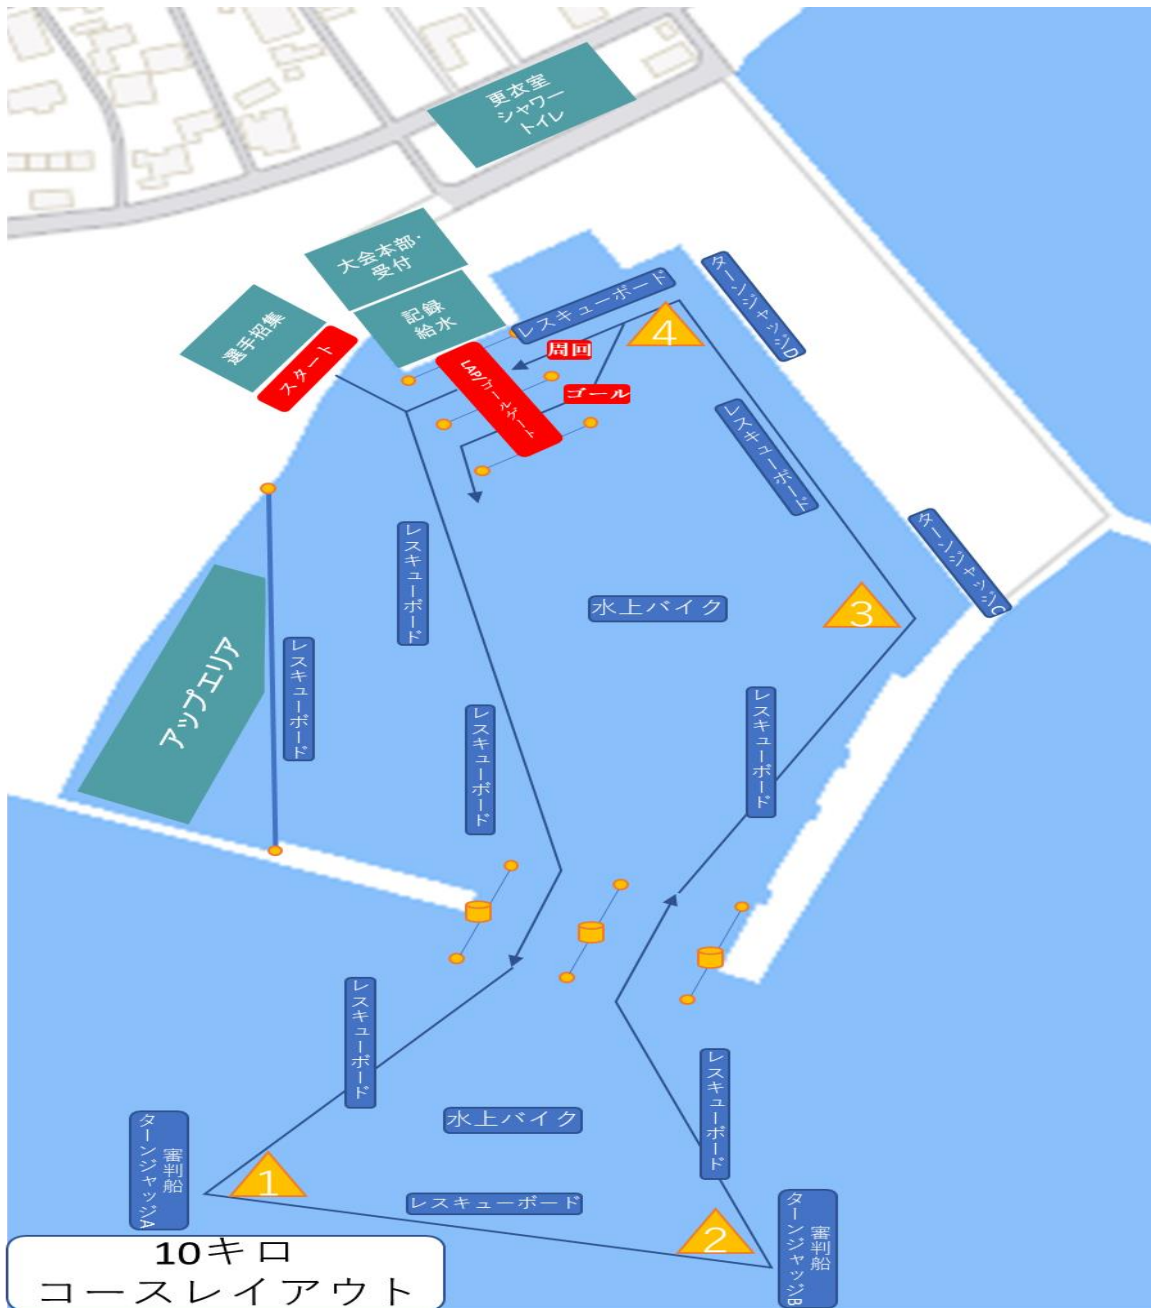 更衣室
シャワー
トイレ
大会本部・
受付
記録
給水
選手招集
スタート
レスキューボード
ターンジャッジD
周回
4
LAP/ゴールゲート
ゴール
レスキューボード
ターンジャッジC
レスキューボード
水上バイク
3
アップエリア
レスキューボード
レスキューボード
レスキューボード
レスキューボード
水上バイク
レスキューボード
審判船
ターンジャッジA
1
レスキューボード
2
審判船
ターンジャッジB
10キロ
コースレイアウト